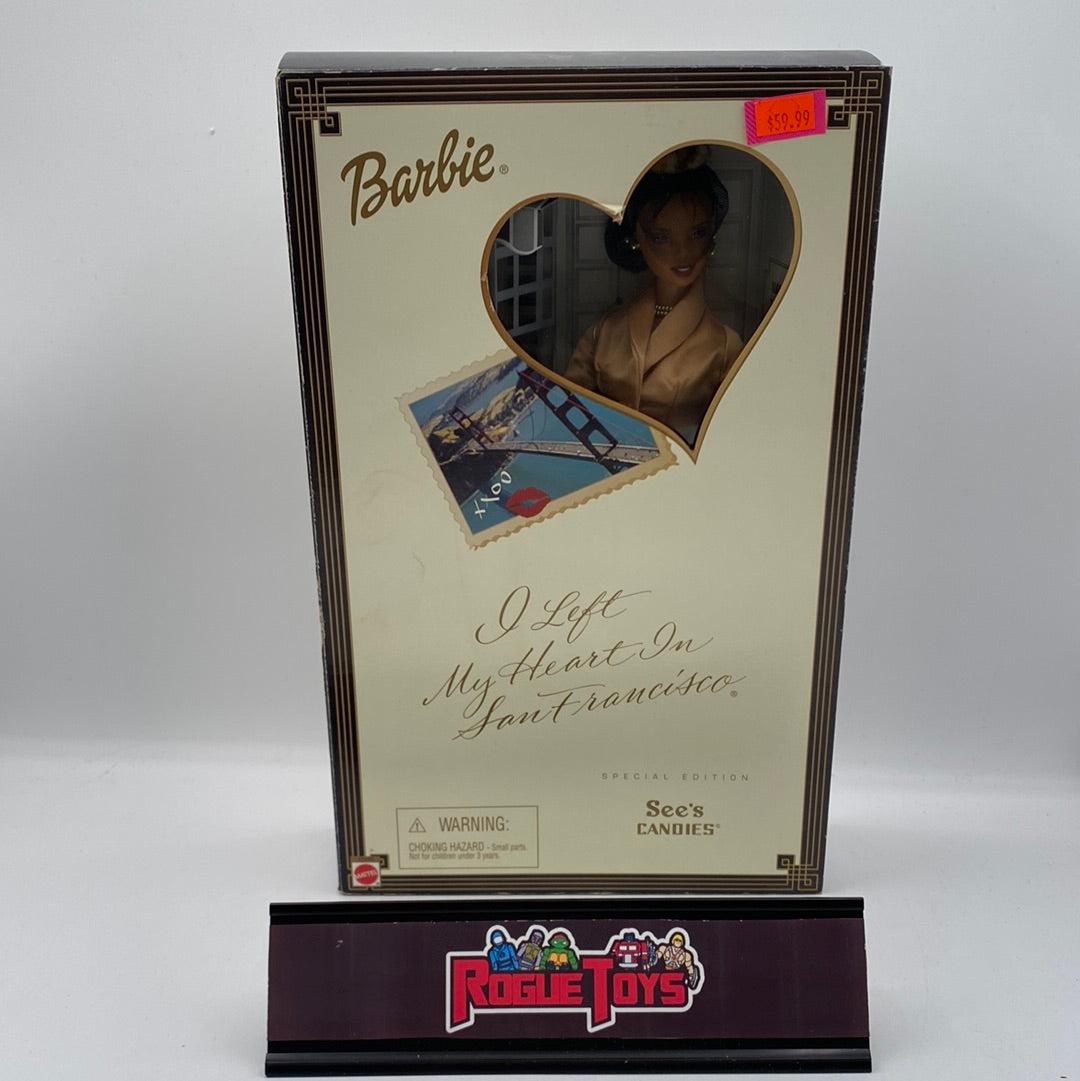 $59.99
Barbie®
+100
I Left
My Heart In
San Francisco®
SPECIAL EDITION
See's
CANDIES®
⚠ WARNING:
CHOKING HAZARD - Small parts.
Not for children under 3 years.
MATTEL
ROGUE TOYS